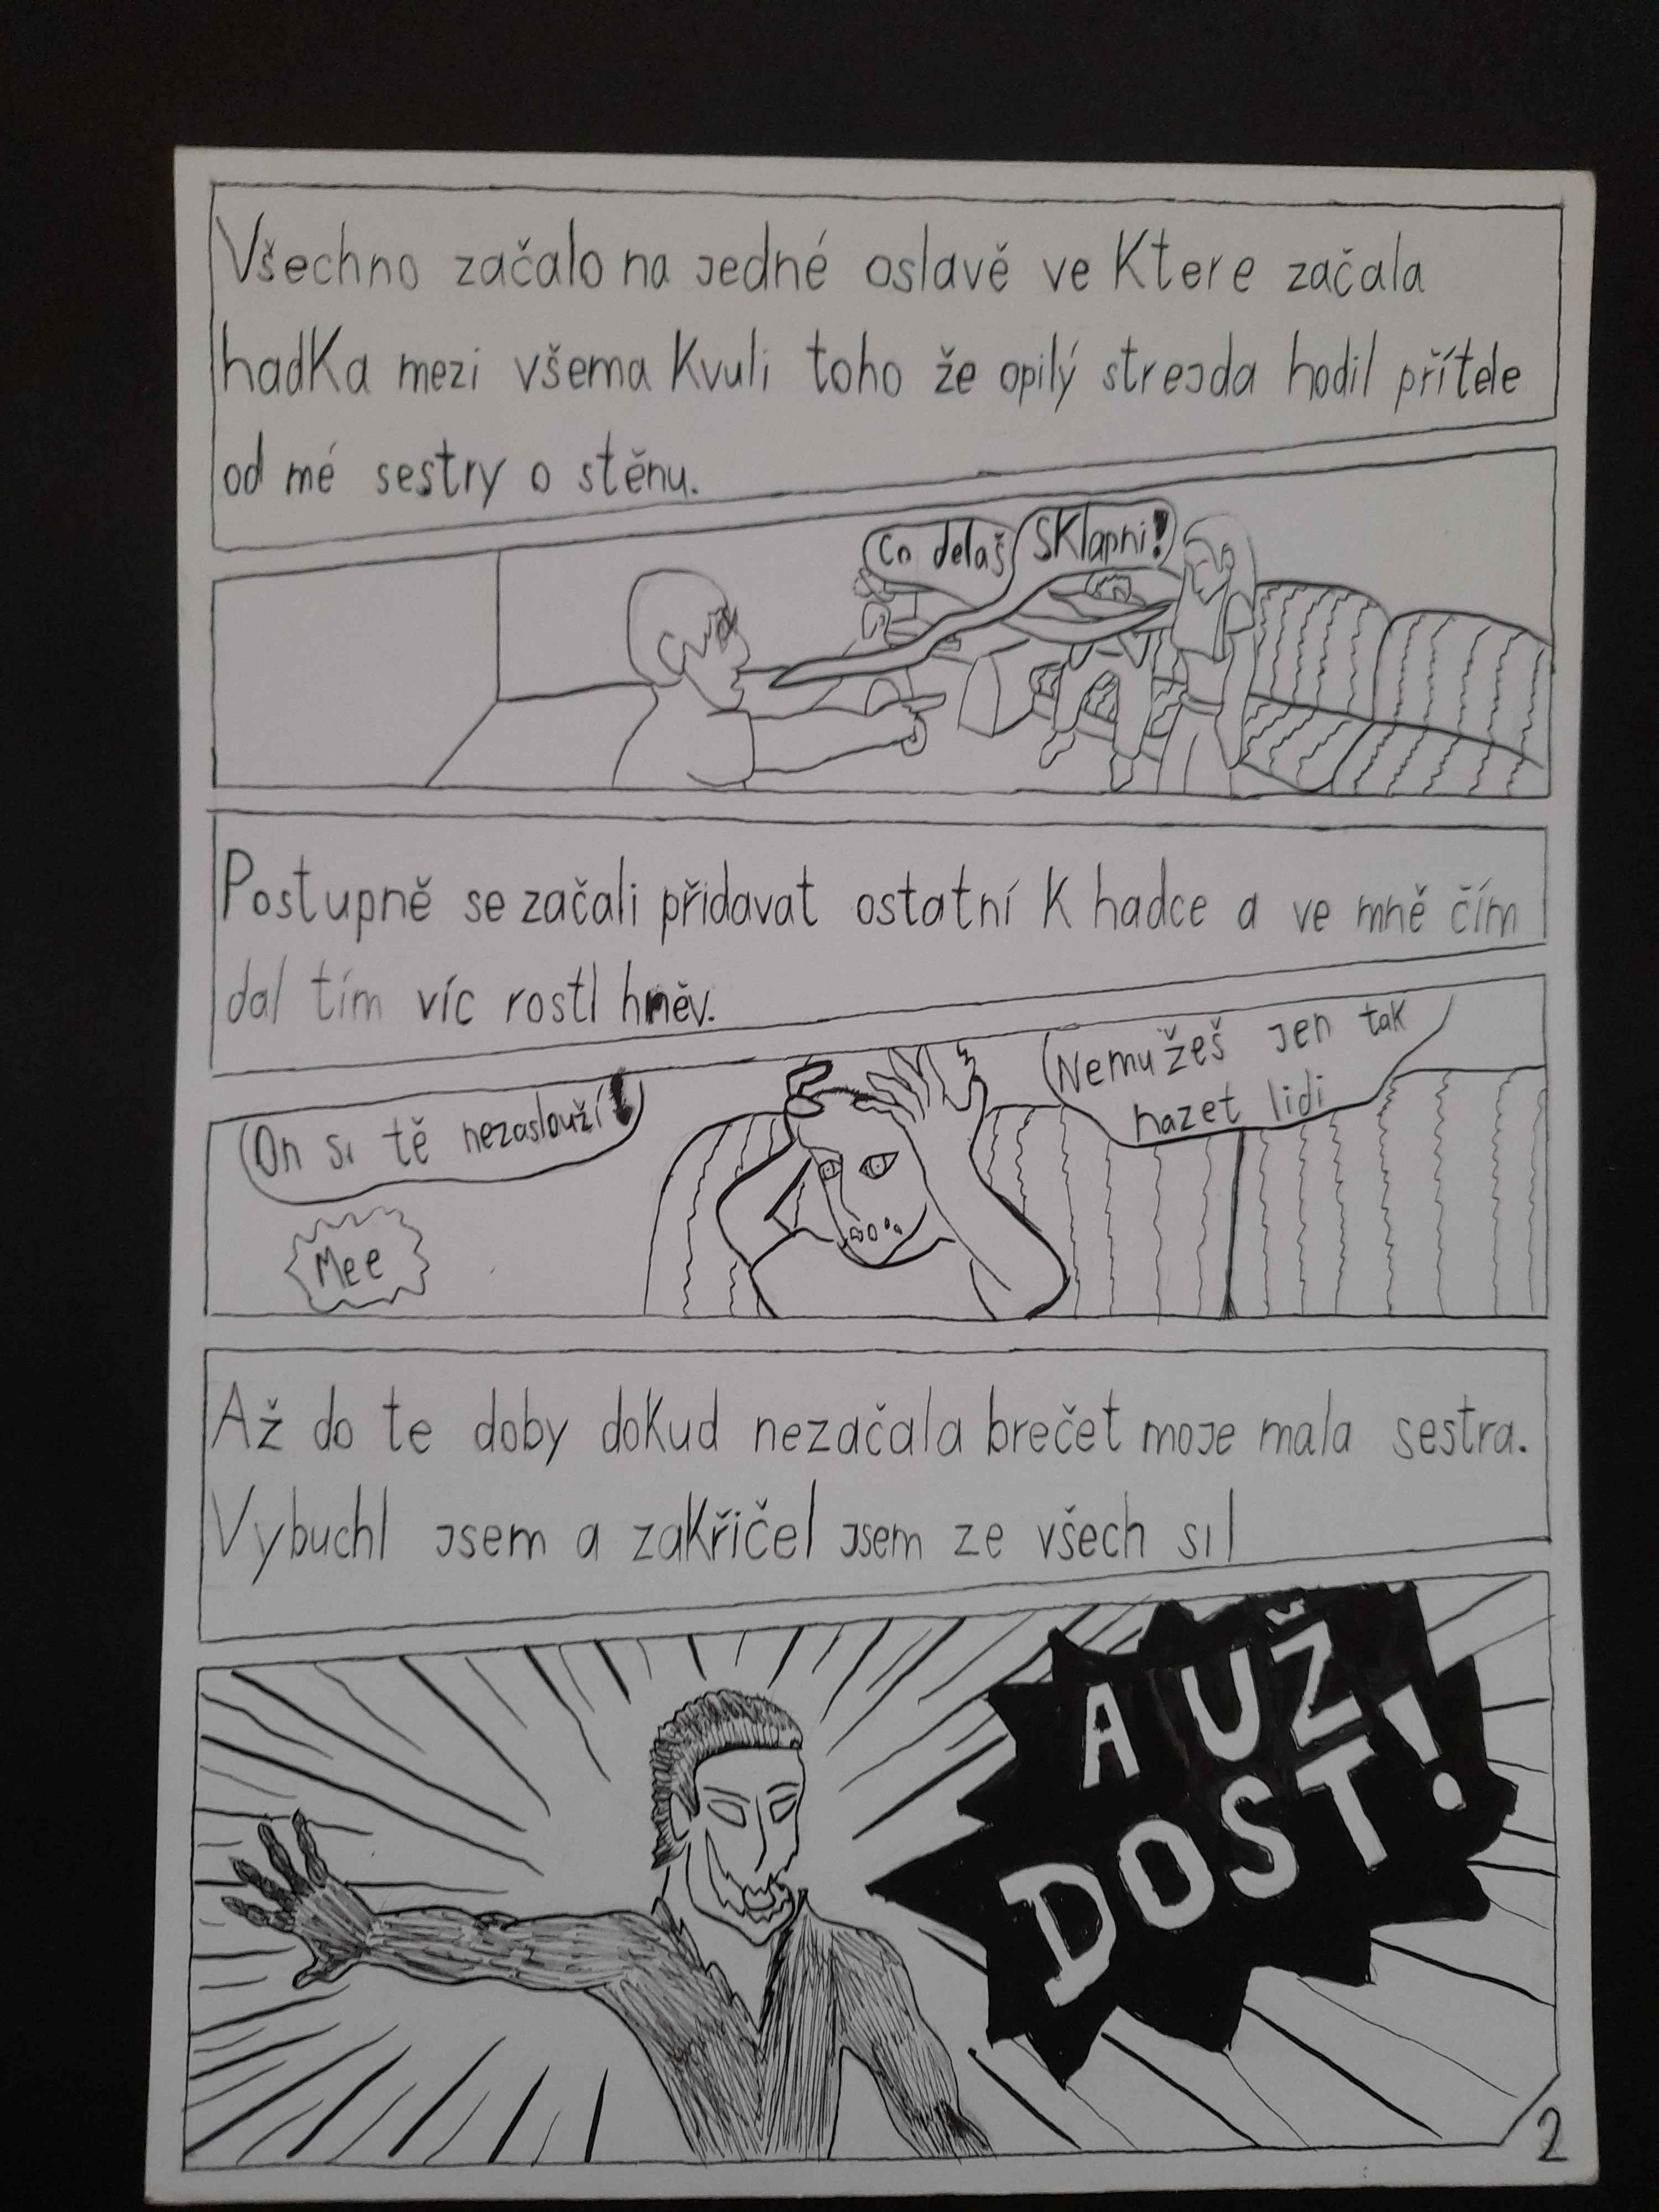 Všechno začalo na jedné oslavě ve Ktere začala
hadKa mezi všema Kvuli toho že opilý strejda hodil přítele
od mé sestry o stěnu.
Co delaš
SKlapni!
Postupně se začali přidavat ostatní K hadce a ve mně čím
dal tím víc rostl hněv.
On si tě nezaslouží!
Nemužeš jen tak
hazet lidi
Mee
Až do te doby doKud nezačala brečet moje mala sestra.
Vybuchl jsem a zaKřičel jsem ze všech sil
A UŽ
DOST!
2